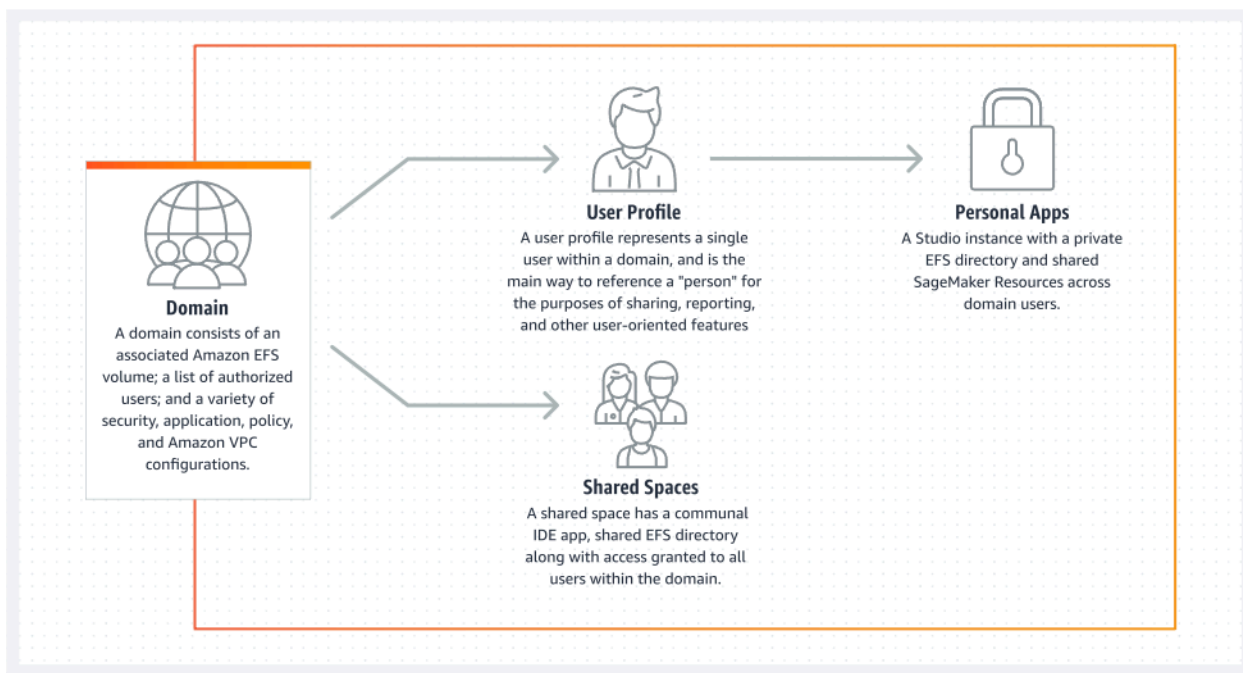 Domain
A domain consists of an
associated Amazon EFS
volume; a list of authorized
users; and a variety of
security, application, policy,
and Amazon VPC
configurations.
User Profile
A user profile represents a single
user within a domain, and is the
main way to reference a "person" for
the purposes of sharing, reporting,
and other user-oriented features
Personal Apps
A Studio instance with a private
EFS directory and shared
SageMaker Resources across
domain users.
Shared Spaces
A shared space has a communal
IDE app, shared EFS directory
along with access granted to all
users within the domain.